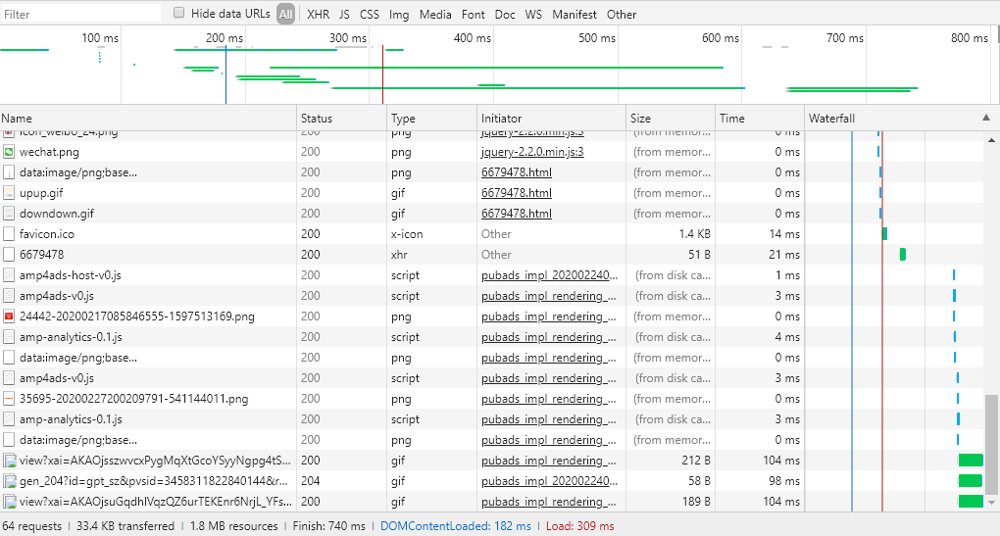 Filter Hide data URLs All XHR JS CSS Img Media Font Doc WS Manifest Other
100 ms 200 ms 300 ms 400 ms 500 ms 600 ms 700 ms 800 ms
Name Status Type Initiator Size Time Waterfall
icon_weibo_24.png 200 png jquery-2.2.0.min.js:3 (from memor... 0 ms
wechat.png 200 png jquery-2.2.0.min.js:3 (from memor... 0 ms
data:image/png;base... 200 png 6679478.html (from memor... 0 ms
upup.gif 200 gif 6679478.html (from memor... 0 ms
downdown.gif 200 gif 6679478.html (from memor... 0 ms
favicon.ico 200 x-icon Other 1.4 KB 14 ms
6679478 200 xhr Other 51 B 21 ms
amp4ads-host-v0.js 200 script pubads_impl_202002240... (from disk ca... 1 ms
amp4ads-v0.js 200 script pubads_impl_rendering_... (from disk ca... 3 ms
24442-20200217085846555-1597513169.png 200 png pubads_impl_rendering_... (from memor... 0 ms
amp-analytics-0.1.js 200 script pubads_impl_rendering_... (from disk ca... 4 ms
data:image/png;base... 200 png pubads_impl_rendering_... (from memor... 0 ms
amp4ads-v0.js 200 script pubads_impl_rendering_... (from disk ca... 3 ms
35695-20200227200209791-541144011.png 200 png pubads_impl_rendering_... (from memor... 0 ms
amp-analytics-0.1.js 200 script pubads_impl_rendering_... (from disk ca... 3 ms
data:image/png;base... 200 png pubads_impl_rendering_... (from memor... 0 ms
view?xai=AKAOjsszwvcxPygMqXtGcoYSyyNgpg4tS... 200 gif pubads_impl_rendering_... 212 B 104 ms
gen_204?id=gpt_sz&pvsid=3458311822840144&r... 204 gif pubads_impl_202002240... 58 B 98 ms
view?xai=AKAOjsuGqdhIVqzQZ6urTEKEnr6NrjL_YFs... 200 gif pubads_impl_rendering_... 189 B 104 ms
64 requests 33.4 KB transferred 1.8 MB resources Finish: 740 ms DOMContentLoaded: 182 ms Load: 309 ms